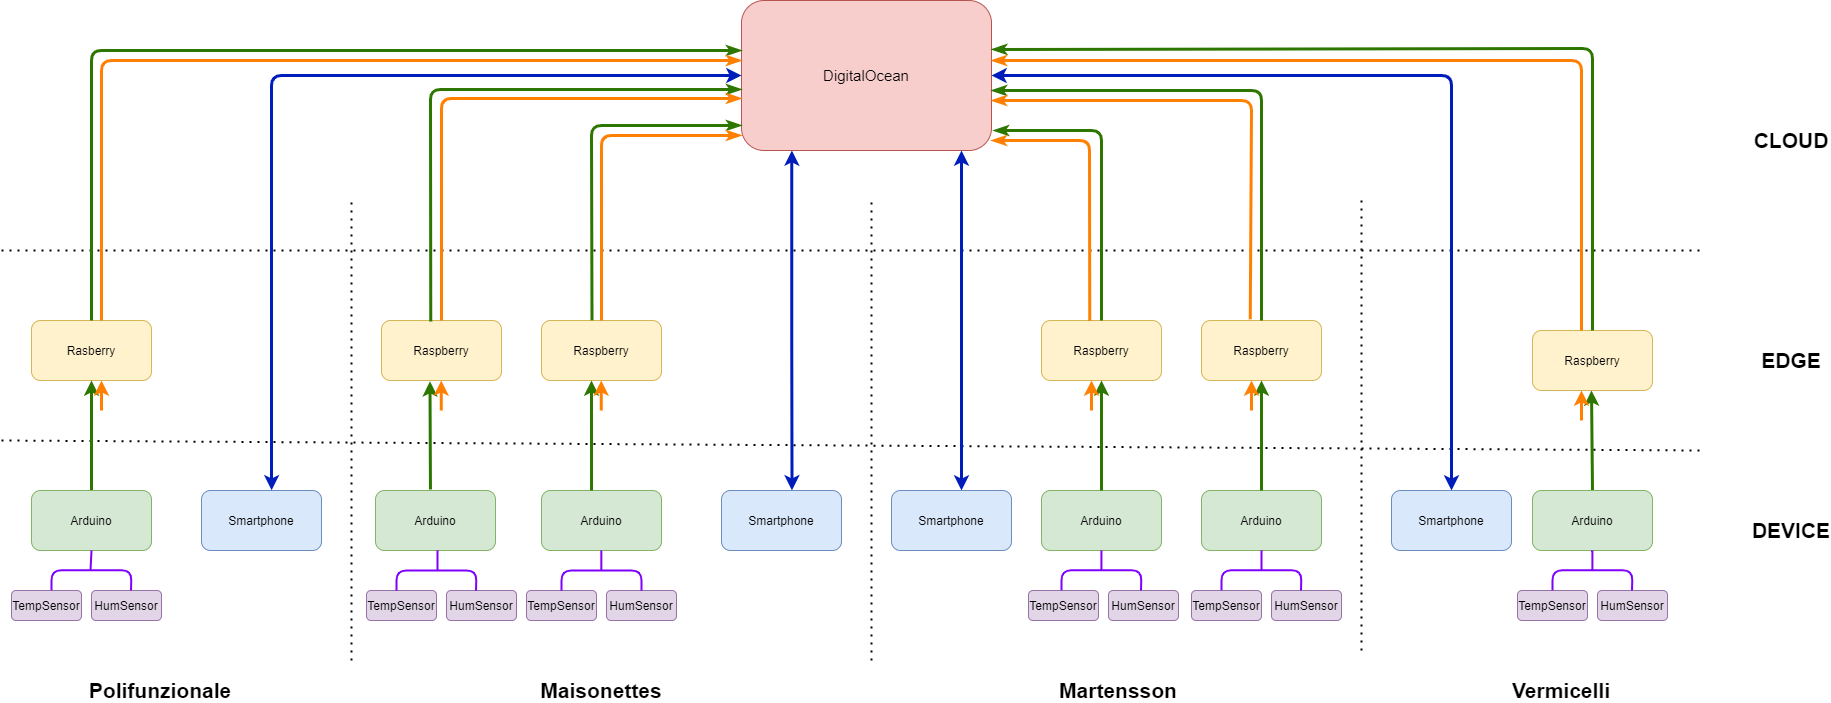 DigitalOcean
CLOUD
Rasberry
Raspberry
Raspberry
Raspberry
Raspberry
Raspberry
EDGE
Arduino
Smartphone
Arduino
Arduino
Smartphone
Smartphone
Arduino
Arduino
Smartphone
Arduino
DEVICE
TempSensor
HumSensor
TempSensor
HumSensor
TempSensor
HumSensor
TempSensor
HumSensor
TempSensor
HumSensor
TempSensor
HumSensor
Polifunzionale
Maisonettes
Martensson
Vermicelli